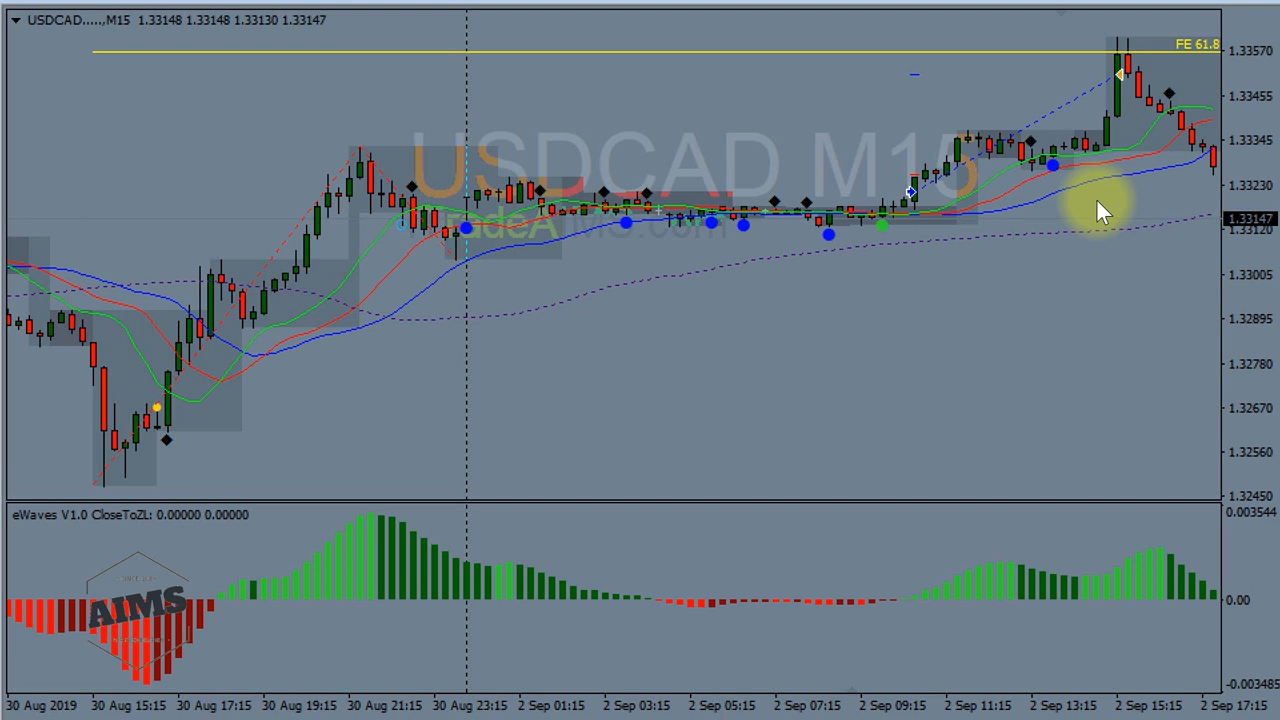 USDCAD.....,M15 1.33148 1.33148 1.33130 1.33147
FE 61.8
1.33570
1.33455
1.33345
1.33230
1.33147
1.33120
1.33005
1.32895
1.32780
1.32670
1.32560
1.32450
USDCAD M15
TradeAIMS.com
eWaves V1.0 CloseToZL: 0.00000 0.00000
0.003544
0.00
-0.003485
AIMS
30 Aug 2019 30 Aug 15:15 30 Aug 17:15 30 Aug 19:15 30 Aug 21:15 30 Aug 23:15 2 Sep 01:15 2 Sep 03:15 2 Sep 05:15 2 Sep 07:15 2 Sep 09:15 2 Sep 11:15 2 Sep 13:15 2 Sep 15:15 2 Sep 17:15